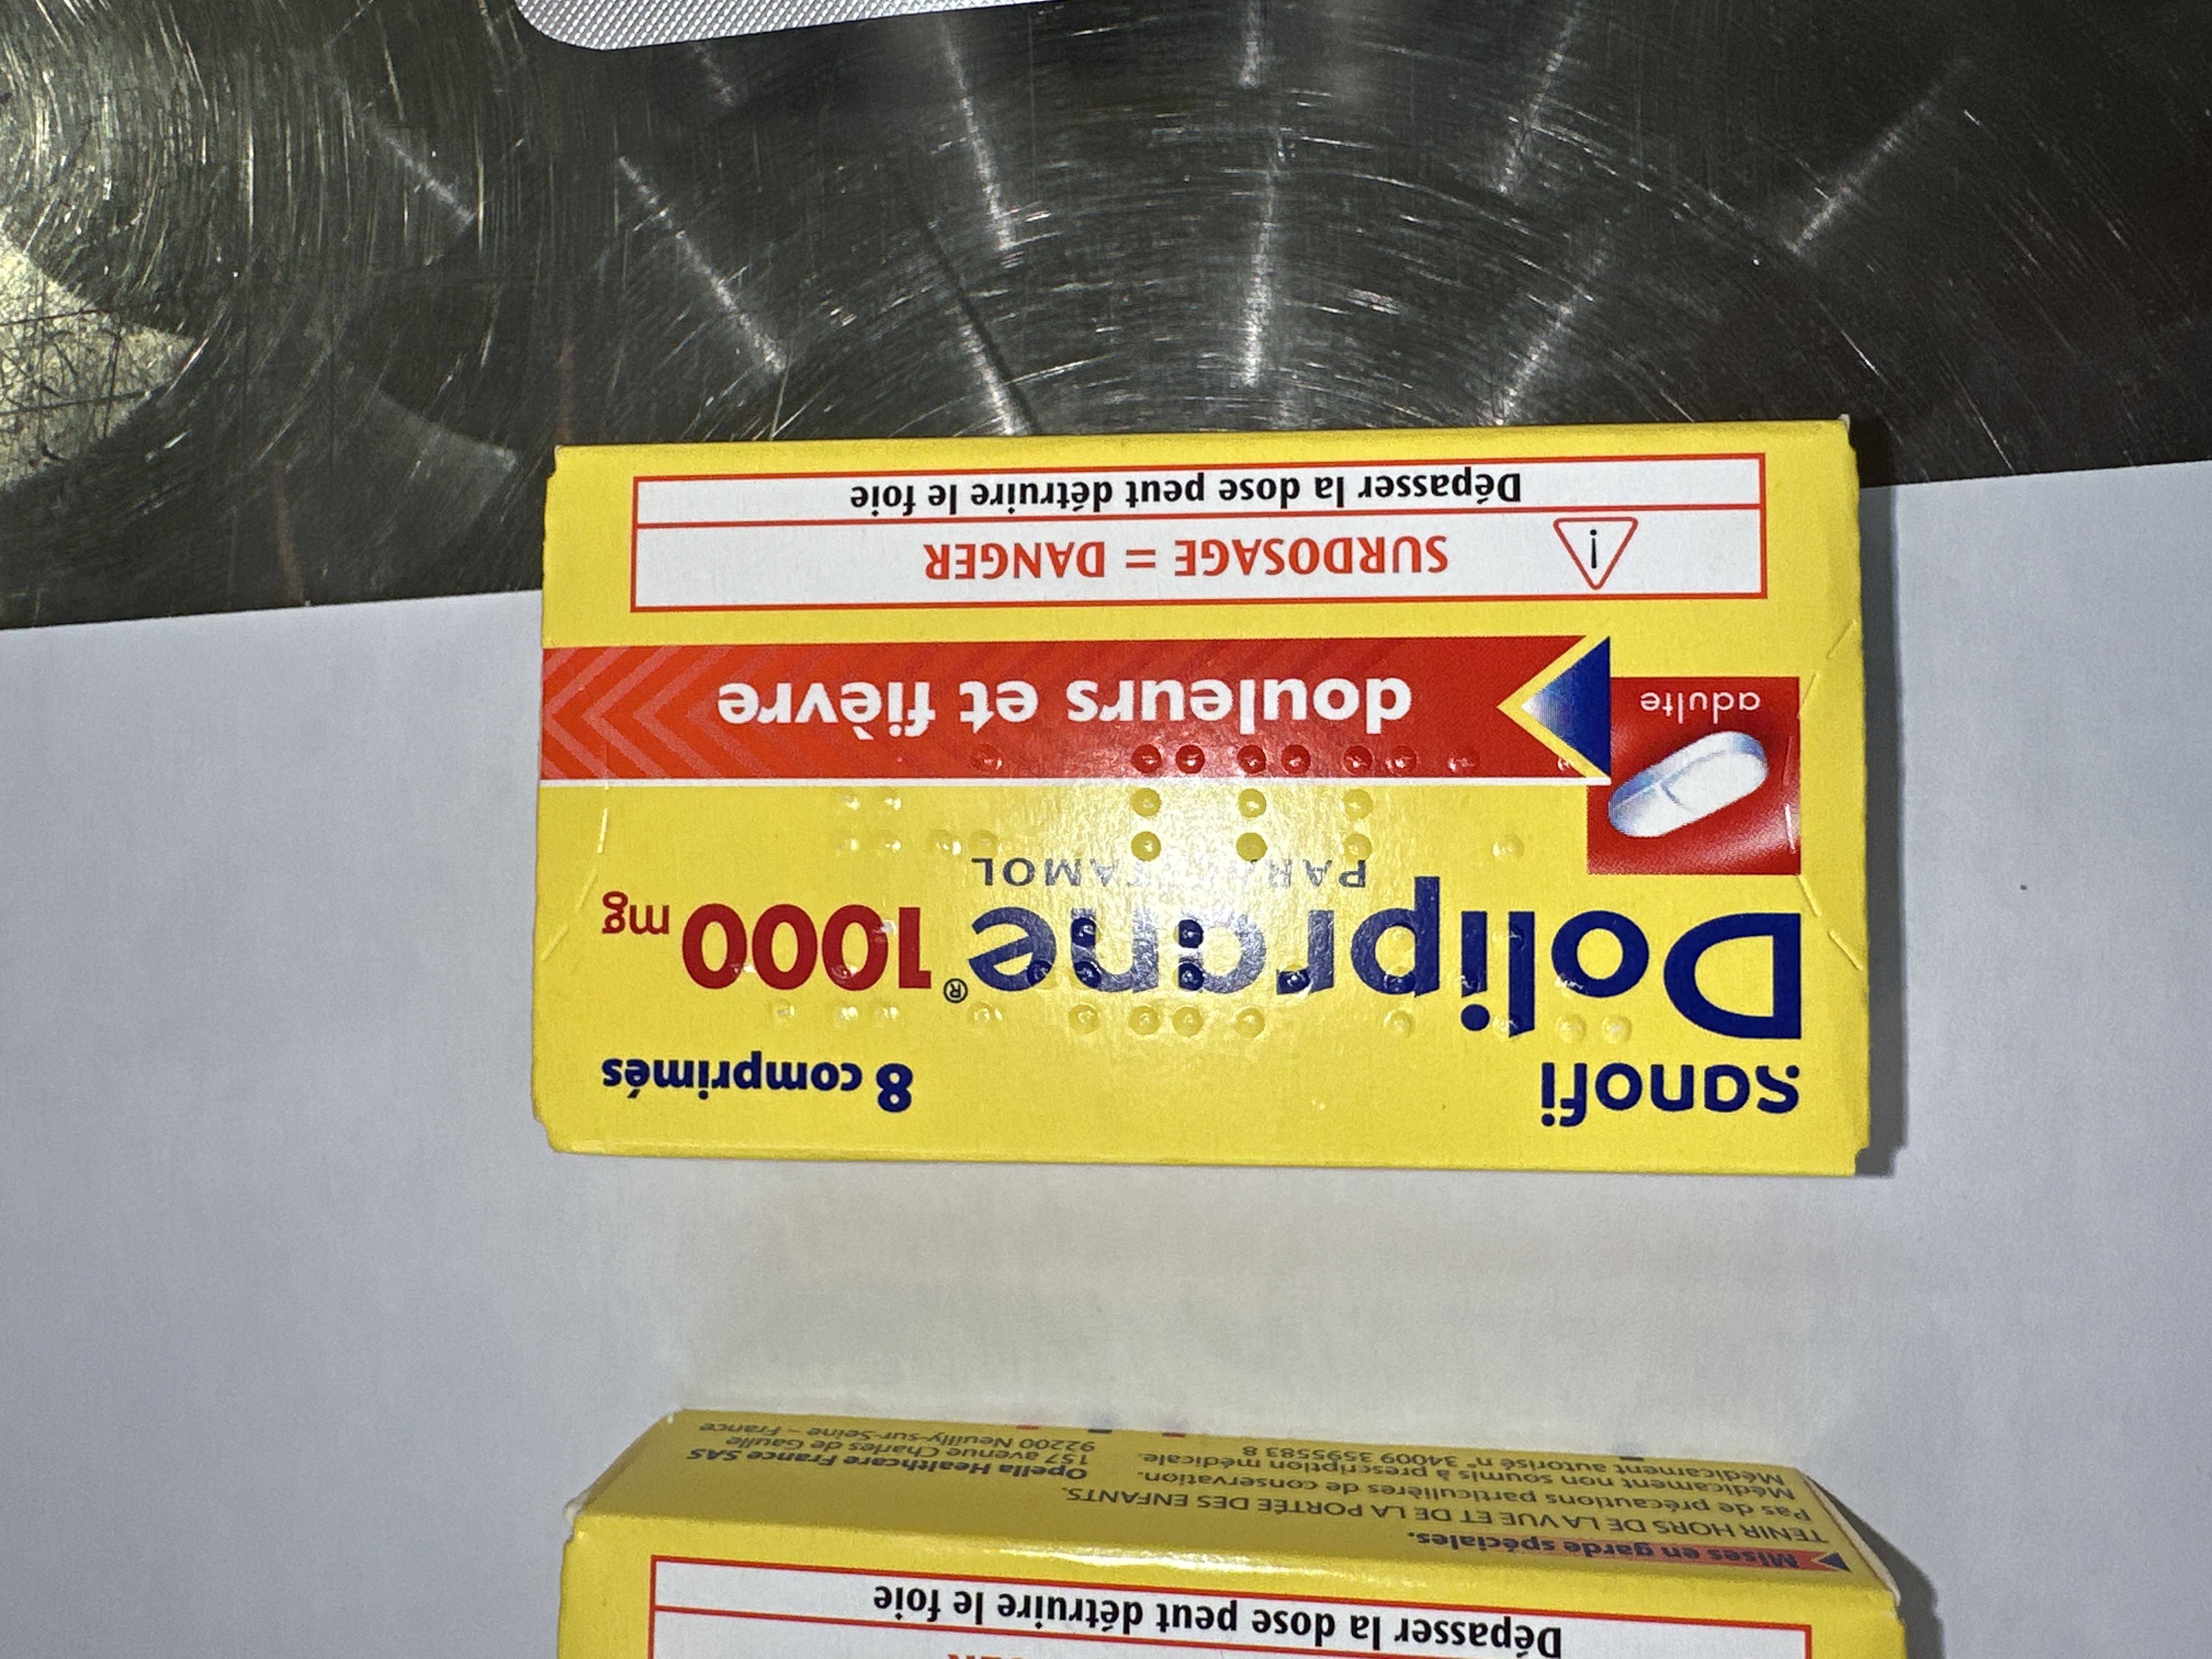 sanofi
8 comprimés
Doliprane® 1000 mg
PARACÉTAMOL
adulte
douleurs et fièvre
SURDOSAGE = DANGER
Dépasser la dose peut détruire le foie
Dépasser la dose peut détruire le foie
Mises en garde spéciales.
TENIR HORS DE LA VUE ET DE LA PORTÉE DES ENFANTS.
Pas de précautions particulières de conservation.
Médicament non soumis à prescription médicale.
Médicament autorisé n° 34009 3595583 8
Opella Healthcare France SAS
157 avenue Charles de Gaulle
92200 Neuilly-sur-Seine – France